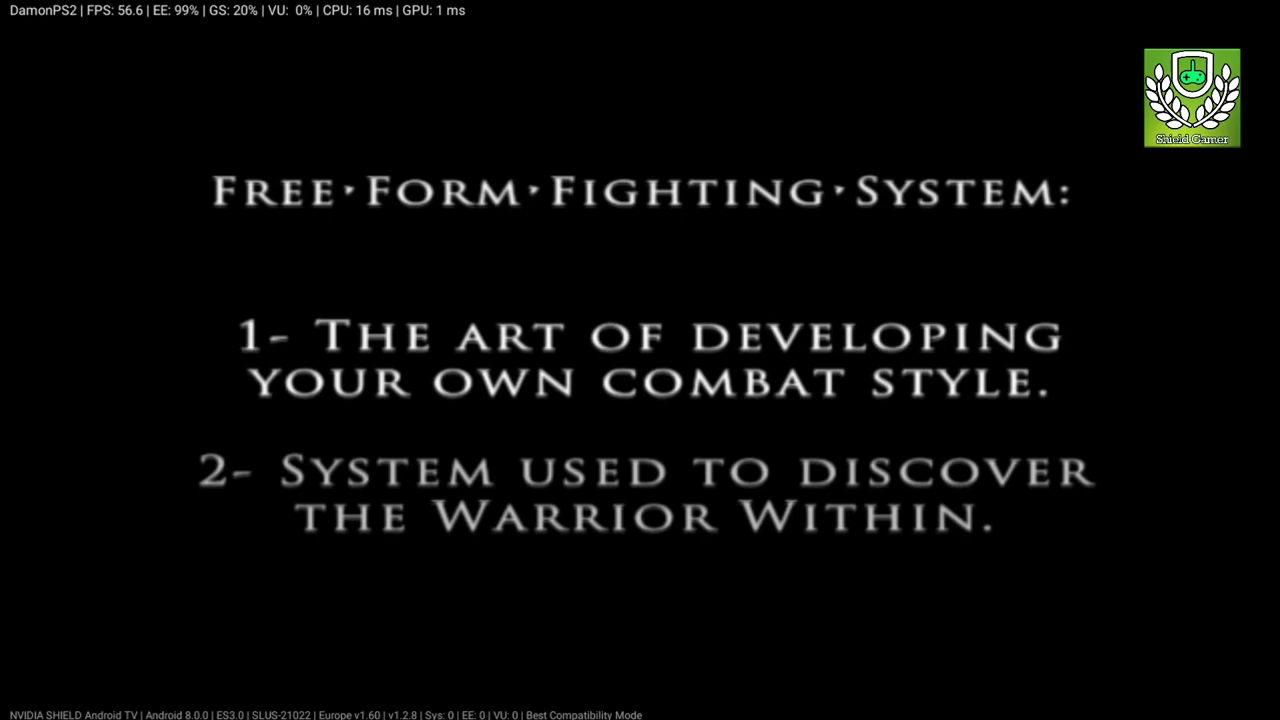 DamonPS2 | FPS: 56.6 | EE: 99% | GS: 20% | VU:  0% | CPU: 16 ms | GPU: 1 ms
Shield Gamer
FREE·FORM·FIGHTING·SYSTEM:
1- THE ART OF DEVELOPING
YOUR OWN COMBAT STYLE.
2- SYSTEM USED TO DISCOVER
THE WARRIOR WITHIN.
NVIDIA SHIELD Android TV | Android 8.0.0 | ES3.0 | SLUS-21022 | Europe v1.60 | v1.2.8 | Sys: 0 | EE: 0 | VU: 0 | Best Compatibility Mode